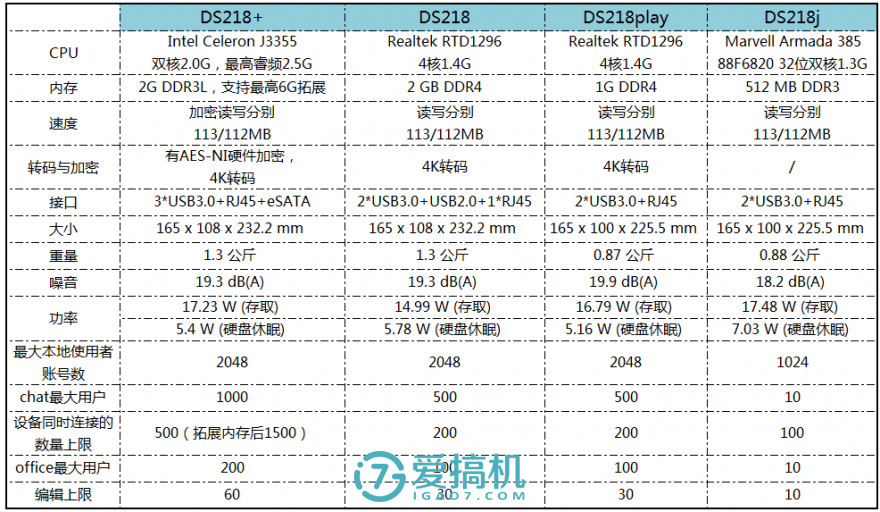 DS218+ DS218 DS218play DS218j
CPU Intel Celeron J3355 Realtek RTD1296 Realtek RTD1296 Marvell Armada 385
双核2.0G，最高睿频2.5G 4核1.4G 4核1.4G 88F6820 32位双核1.3G
内存 2G DDR3L，支持最高6G拓展 2 GB DDR4 1G DDR4 512 MB DDR3
速度 加密读写分别 读写分别 读写分别 读写分别
113/112MB 113/112MB 113/112MB 113/112MB
转码与加密 有AES-NI硬件加密， 4K转码 4K转码 /
4K转码
接口 3*USB3.0+RJ45+eSATA 2*USB3.0+USB2.0+1*RJ45 2*USB3.0+RJ45 2*USB3.0+RJ45
大小 165 x 108 x 232.2 mm 165 x 108 x 232.2 mm 165 x 100 x 225.5 mm 165 x 100 x 225.5 mm
重量 1.3 公斤 1.3 公斤 0.87 公斤 0.88 公斤
噪音 19.3 dB(A) 19.3 dB(A) 19.9 dB(A) 18.2 dB(A)
功率 17.23 W (存取) 14.99 W (存取) 16.79 W (存取) 17.48 W (存取)
5.4 W (硬盘休眠) 5.78 W (硬盘休眠) 5.16 W (硬盘休眠) 7.03 W (硬盘休眠)
最大本地使用者
账号数 2048 2048 2048 1024
chat最大用户 1000 500 500 10
设备同时连接的
数量上限 500（拓展内存后1500） 200 200 100
office最大用户 200 100 100 10
编辑上限 60 30 30 10
爱搞机
IGAO7.COM